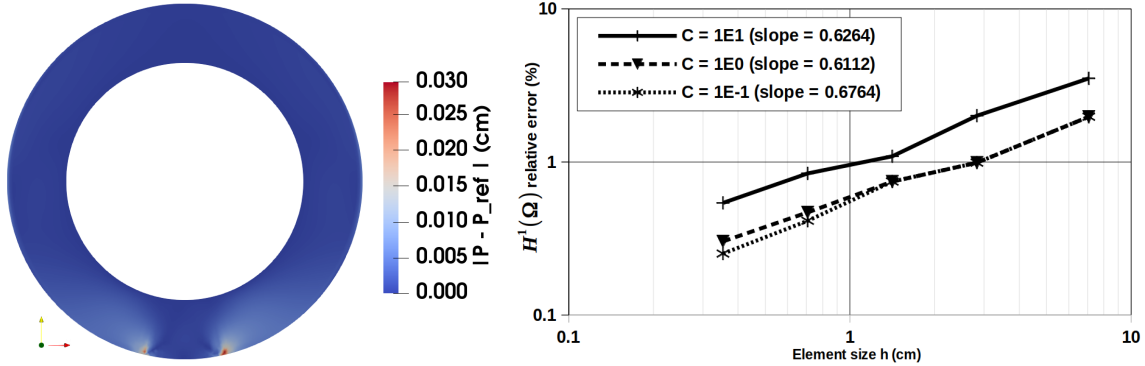 0.030
0.025
0.020
0.015
0.010
0.005
0.000
|P - P_ref | (cm)
H¹(Ω) relative error (%)
10
1
0.1
C = 1E1 (slope = 0.6264)
C = 1E0 (slope = 0.6112)
C = 1E-1 (slope = 0.6764)
0.1
1
10
Element size h (cm)